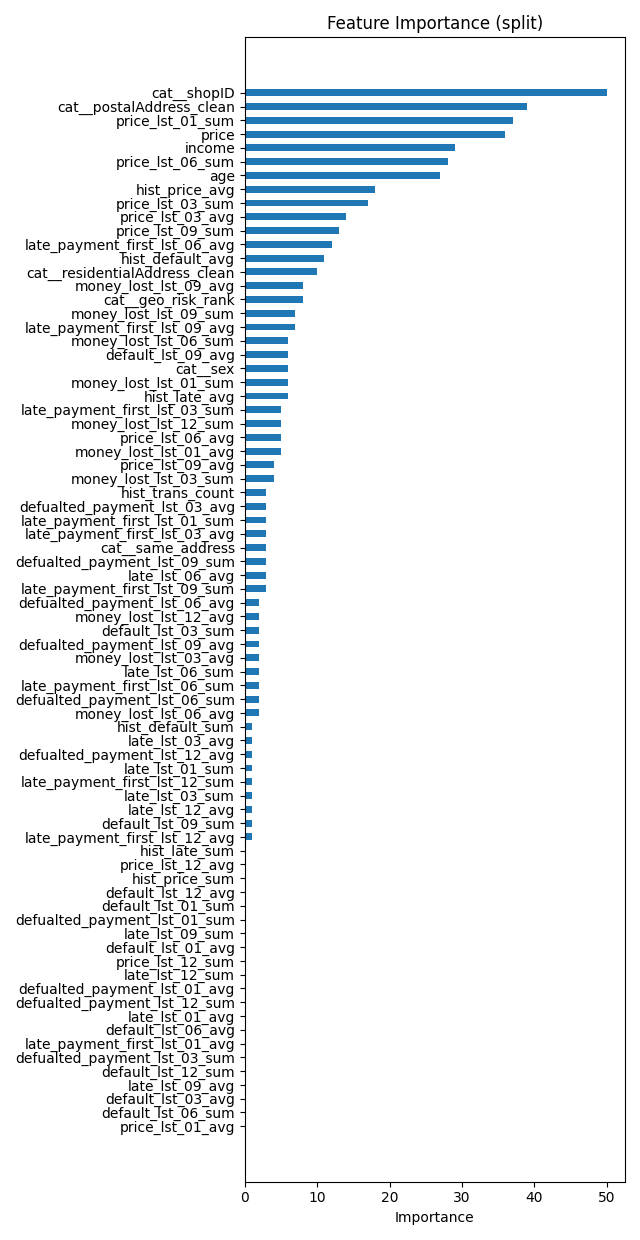 Feature Importance (split)
cat__shopID
cat__postalAddress_clean
price_lst_01_sum
price
income
price_lst_06_sum
age
hist_price_avg
price_lst_03_sum
price_lst_03_avg
price_lst_09_sum
late_payment_first_lst_06_avg
hist_default_avg
cat__residentialAddress_clean
money_lost_lst_09_avg
cat__geo_risk_rank
money_lost_lst_09_sum
late_payment_first_lst_09_avg
money_lost_lst_06_sum
default_lst_09_avg
cat__sex
money_lost_lst_01_sum
hist_late_avg
late_payment_first_lst_03_sum
money_lost_lst_12_sum
price_lst_06_avg
money_lost_lst_01_avg
price_lst_09_avg
money_lost_lst_03_sum
hist_trans_count
defualted_payment_lst_03_avg
late_payment_first_lst_01_sum
late_payment_first_lst_03_avg
cat__same_address
defualted_payment_lst_09_sum
late_lst_06_avg
late_payment_first_lst_09_sum
defualted_payment_lst_06_avg
money_lost_lst_12_avg
default_lst_03_sum
defualted_payment_lst_09_avg
money_lost_lst_03_avg
late_lst_06_sum
late_payment_first_lst_06_sum
defualted_payment_lst_06_sum
money_lost_lst_06_avg
hist_default_sum
late_lst_03_avg
defualted_payment_lst_12_avg
late_lst_01_sum
late_payment_first_lst_12_sum
late_lst_03_sum
late_lst_12_avg
default_lst_09_sum
late_payment_first_lst_12_avg
hist_late_sum
price_lst_12_avg
hist_price_sum
default_lst_12_avg
default_lst_01_sum
defualted_payment_lst_01_sum
late_lst_09_sum
default_lst_01_avg
price_lst_12_sum
late_lst_12_sum
defualted_payment_lst_01_avg
defualted_payment_lst_12_sum
late_lst_01_avg
default_lst_06_avg
late_payment_first_lst_01_avg
defualted_payment_lst_03_sum
default_lst_12_sum
late_lst_09_avg
default_lst_03_avg
default_lst_06_sum
price_lst_01_avg
0 10 20 30 40 50
Importance